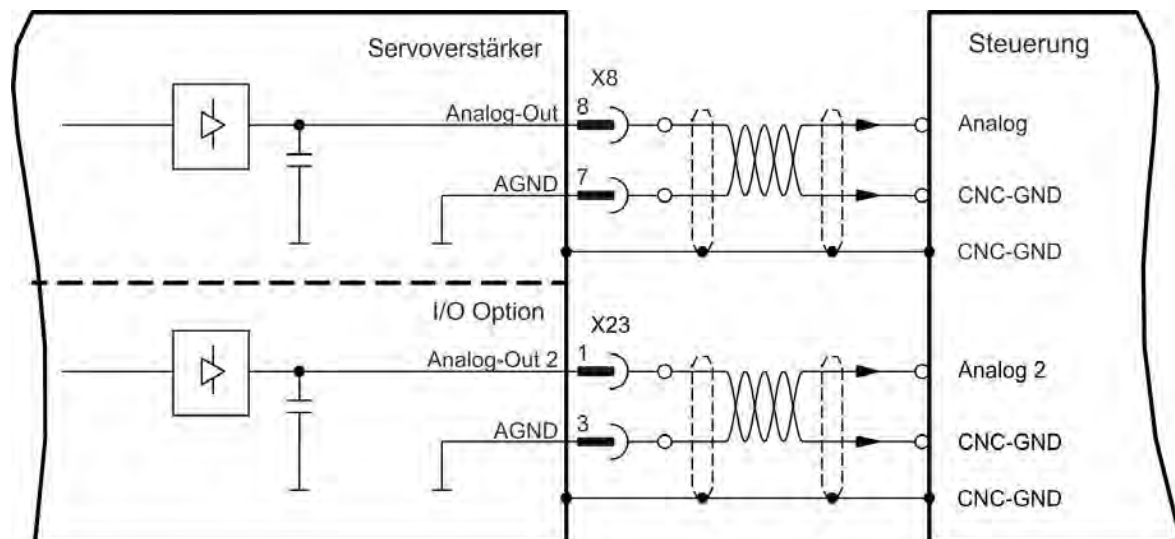 Servoverstärker
Steuerung
X8
Analog-Out
8
Analog
AGND
7
CNC-GND
CNC-GND
I/O Option
X23
Analog-Out 2
1
Analog 2
AGND
3
CNC-GND
CNC-GND